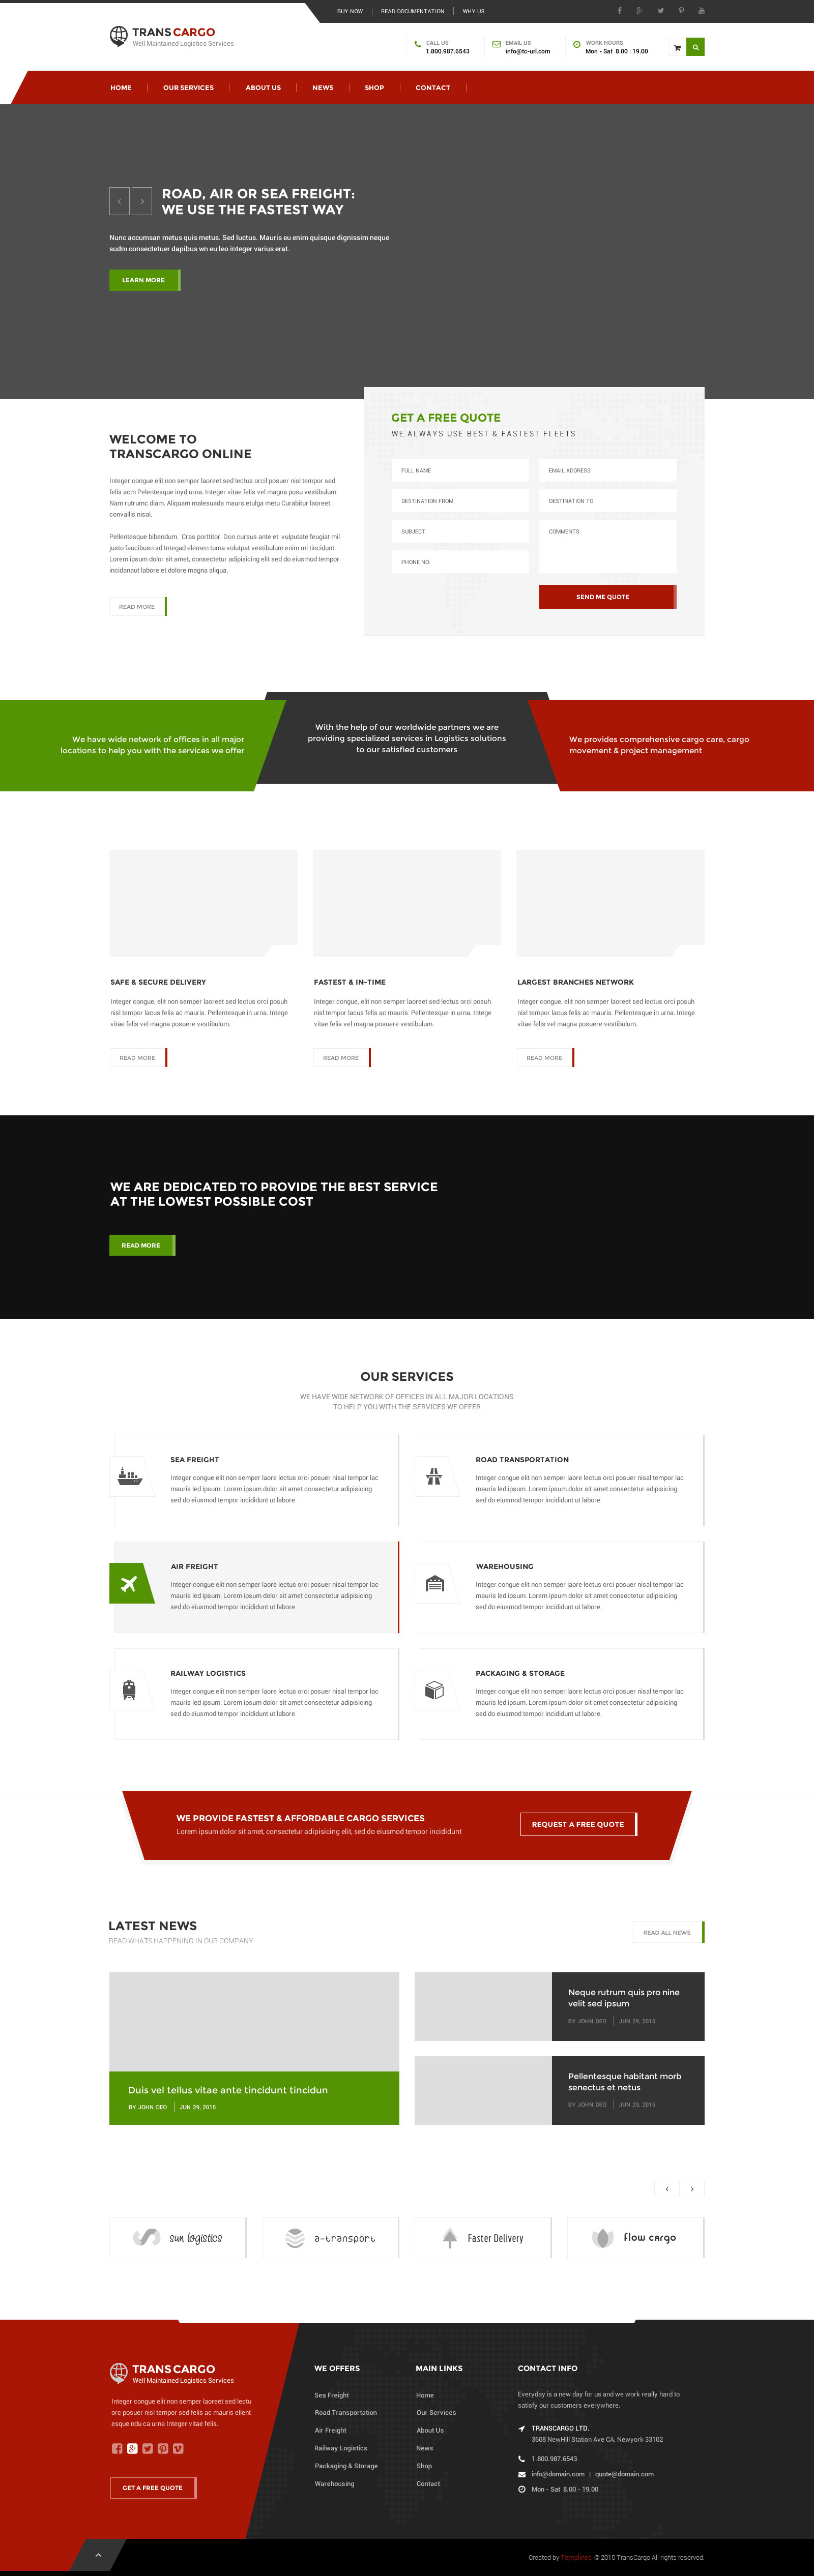 BUY NOW
READ DOCUMENTATION
WHY US
TRANS CARGO
Well Maintained Logistics Services
CALL US
1.800.987.6543
EMAIL US
info@tc-url.com
WORK HOURS
Mon - Sat 8.00 : 19.00
HOME
OUR SERVICES
ABOUT US
NEWS
SHOP
CONTACT
ROAD, AIR OR SEA FREIGHT:
WE USE THE FASTEST WAY
Nunc accumsan metus quis metus. Sed luctus. Mauris eu enim quisque dignissim neque
sudm consectetuer dapibus wn eu leo integer varius erat.
LEARN MORE
WELCOME TO
TRANSCARGO ONLINE
Integer congue elit non semper laoreet sed lectus orcil posuer nisl tempor sed
felis acm Pelentesque inyd urna. Integer vitae felis vel magna posu vestibulum.
Nam rutrumc diam. Aliquam malesuada maurs etulga metu Curabitur laoreet
convallis nisal.
Pellentesque bibendum. Cras porttitor. Don cursus ante et vulputate feugiat mil
justo faucibusn sd Integad elemen tuma volutpat vestibulum enim mi tincidunt.
Lorem ipsum dolor sit amet, consectetur adipisicing elit sed do eiusmod tempor
incidanaut labore et dolore magna aliqua.
READ MORE
GET A FREE QUOTE
WE ALWAYS USE BEST & FASTEST FLEETS
FULL NAME
EMAIL ADDRESS
DESTINATION FROM
DESTINATION TO
SUBJECT
COMMENTS
PHONE NO.
SEND ME QUOTE
We have wide network of offices in all major
locations to help you with the services we offer
With the help of our worldwide partners we are
providing specialized services in Logistics solutions
to our satisfied customers
We provides comprehensive cargo care, cargo
movement & project management
SAFE & SECURE DELIVERY
Integer congue, elit non semper laoreet sed lectus orci posuh
nisl tempor lacus felis ac mauris. Pellentesque in urna. Intege
vitae felis vel magna posuere vestibulum.
READ MORE
FASTEST & IN-TIME
Integer congue, elit non semper laoreet sed lectus orci posuh
nisl tempor lacus felis ac mauris. Pellentesque in urna. Intege
vitae felis vel magna posuere vestibulum.
READ MORE
LARGEST BRANCHES NETWORK
Integer congue, elit non semper laoreet sed lectus orci posuh
nisl tempor lacus felis ac mauris. Pellentesque in urna. Intege
vitae felis vel magna posuere vestibulum.
READ MORE
WE ARE DEDICATED TO PROVIDE THE BEST SERVICE
AT THE LOWEST POSSIBLE COST
READ MORE
OUR SERVICES
WE HAVE WIDE NETWORK OF OFFICES IN ALL MAJOR LOCATIONS
TO HELP YOU WITH THE SERVICES WE OFFER
SEA FREIGHT
Integer congue elit non semper laore lectus orci posuer nisal tempor lac
mauris led ipsum. Lorem ipsum dolor sit amet consectetur adipisicing
sed do eiusmod tempor incididunt ut labore.
ROAD TRANSPORTATION
Integer congue elit non semper laore lectus orci posuer nisal tempor lac
mauris led ipsum. Lorem ipsum dolor sit amet consectetur adipisicing
sed do eiusmod tempor incididunt ut labore.
AIR FREIGHT
Integer congue elit non semper laore lectus orci posuer nisal tempor lac
mauris led ipsum. Lorem ipsum dolor sit amet consectetur adipisicing
sed do eiusmod tempor incididunt ut labore.
WAREHOUSING
Integer congue elit non semper laore lectus orci posuer nisal tempor lac
mauris led ipsum. Lorem ipsum dolor sit amet consectetur adipisicing
sed do eiusmod tempor incididunt ut labore.
RAILWAY LOGISTICS
Integer congue elit non semper laore lectus orci posuer nisal tempor lac
mauris led ipsum. Lorem ipsum dolor sit amet consectetur adipisicing
sed do eiusmod tempor incididunt ut labore.
PACKAGING & STORAGE
Integer congue elit non semper laore lectus orci posuer nisal tempor lac
mauris led ipsum. Lorem ipsum dolor sit amet consectetur adipisicing
sed do eiusmod tempor incididunt ut labore.
WE PROVIDE FASTEST & AFFORDABLE CARGO SERVICES
Lorem ipsum dolor sit amet, consectetur adipisicing elit, sed do eiusmod tempor incididunt
REQUEST A FREE QUOTE
LATEST NEWS
READ WHATS HAPPENING IN OUR COMPANY
READ ALL NEWS
Duis vel tellus vitae ante tincidunt tincidun
BY JOHN DEO
JUN 29, 2015
Neque rutrum quis pro nine
velit sed ipsum
BY JOHN DEO
JUN 29, 2015
Pellentesque habitant morb
senectus et netus
BY JOHN DEO
JUN 29, 2015
sun logistics
a-transport
Faster Delivery
flow cargo
TRANS CARGO
Well Maintained Logistics Services
Integer congue elit non semper laoreet sed lectu
orc posuer nisl tempor sed felis ac mauris ellent
esque ndu ca urna Integer vitae felis.
GET A FREE QUOTE
WE OFFERS
Sea Freight
Road Transportation
Air Freight
Railway Logistics
Packaging & Storage
Warehousing
MAIN LINKS
Home
Our Services
About Us
News
Shop
Contact
CONTACT INFO
Everyday is a new day for us and we work really hard to
satisfy our customers everywhere.
TRANSCARGO LTD.
3608 NewHill Station Ave CA, Newyork 33102
1.800.987.6543
info@domain.com | quote@domain.com
Mon - Sat 8.00 - 19.00
Created by Templines © 2015 TransCargo All rights reserved.